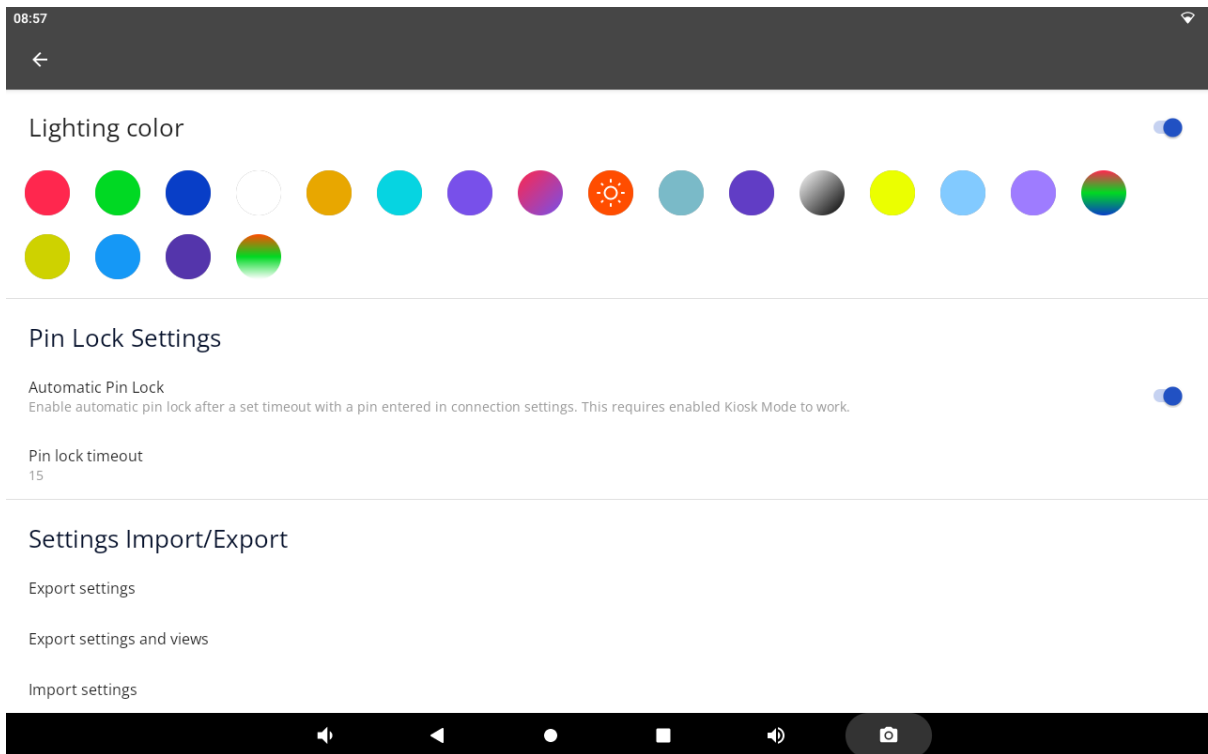 08:57
Lighting color
Pin Lock Settings
Automatic Pin Lock
Enable automatic pin lock after a set timeout with a pin entered in connection settings. This requires enabled Kiosk Mode to work.
Pin lock timeout
15
Settings Import/Export
Export settings
Export settings and views
Import settings